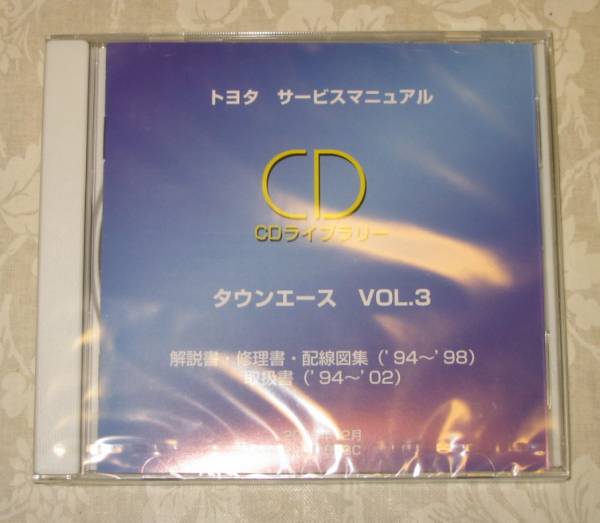 トヨタ サービスマニュアル
CD
CDライブラリー
タウンエース VOL.3
解説書・修理書・配線図集('94～'98)
取扱書('94～'02)
2月